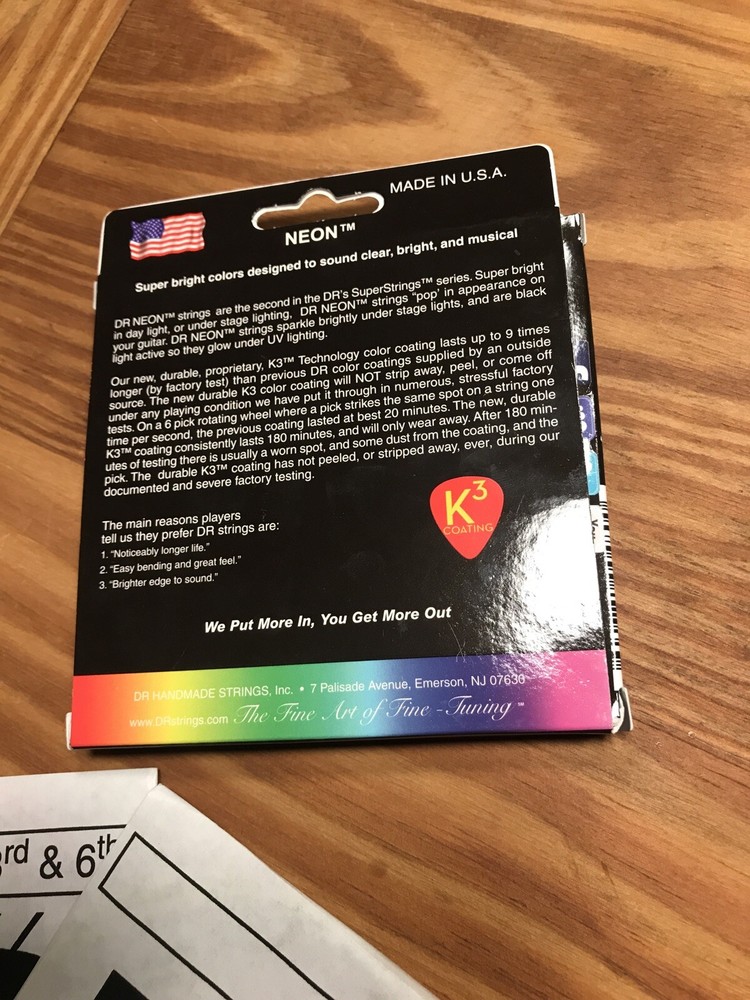 MADE IN U.S.A.
NEON™
Super bright colors designed to sound clear, bright, and musical
DR NEON™ strings are the second in the DR's SuperStrings™ series. Super bright
in day light, or under stage lighting, DR NEON™ strings "pop' in appearance on
your guitar. DR NEON™ strings sparkle brightly under stage lights, and are black
light active so they glow under UV lighting.
Our new, durable, proprietary, K3™ Technology color coating lasts up to 9 times
longer (by factory test) than previous DR color coatings supplied by an outside
source. The new durable K3 color coating will NOT strip away, peel, or come off
under any playing condition we have put it through in numerous, stressful factory
tests. On a 6 pick rotating wheel where a pick strikes the same spot on a string one
time per second, the previous coating lasted at best 20 minutes. The new, durable
K3™ coating consistently lasts 180 minutes, and will only wear away. After 180 min-
utes of testing there is usually a worn spot, and some dust from the coating, and the
pick. The durable K3™ coating has not peeled, or stripped away, ever, during our
documented and severe factory testing.
K3
COATING
The main reasons players
tell us they prefer DR strings are:
1. "Noticeably longer life."
2. "Easy bending and great feel."
3. "Brighter edge to sound."
We Put More In, You Get More Out
DR HANDMADE STRINGS, Inc. • 7 Palisade Avenue, Emerson, NJ 07630
www.DRstrings.com The Fine Art of Fine-Tuning ™
3rd & 6th